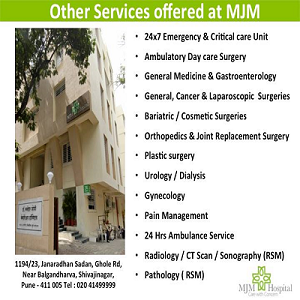 Other Services offered at MJM
• 24x7 Emergency & Critical care Unit
• Ambulatory Day care Surgery
• General Medicine & Gastroenterology
• General, Cancer & Laparoscopic Surgeries
• Bariatric / Cosmetic Surgeries
• Orthopedics & Joint Replacement Surgery
• Plastic surgery
• Urology / Dialysis
• Gynecology
• Pain Management
• 24 Hrs Ambulance Service
• Radiology / CT Scan / Sonography (RSM)
• Pathology ( RSM)
1194/23, Janaradhan Sadan, Ghole Rd,
Near Balgandharva, Shivajinagar,
Pune - 411 005 Tel : 020 41499999
MJM Hospital